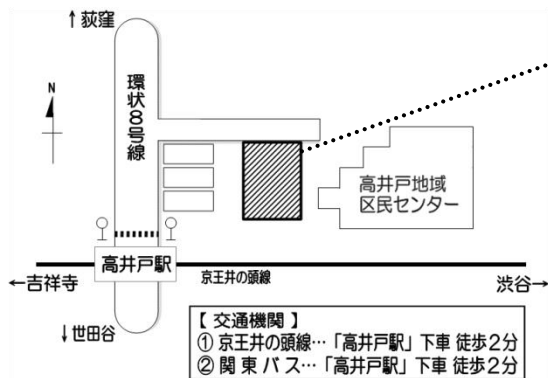 ↑荻窪
N
環状8号線
高井戸地域
区民センター
高井戸駅
京王井の頭線
←吉祥寺
渋谷→
↓世田谷
【 交通機関 】
① 京王井の頭線…「高井戸駅」下車 徒歩2分
② 関 東 バ ス…「高井戸駅」下車 徒歩2分